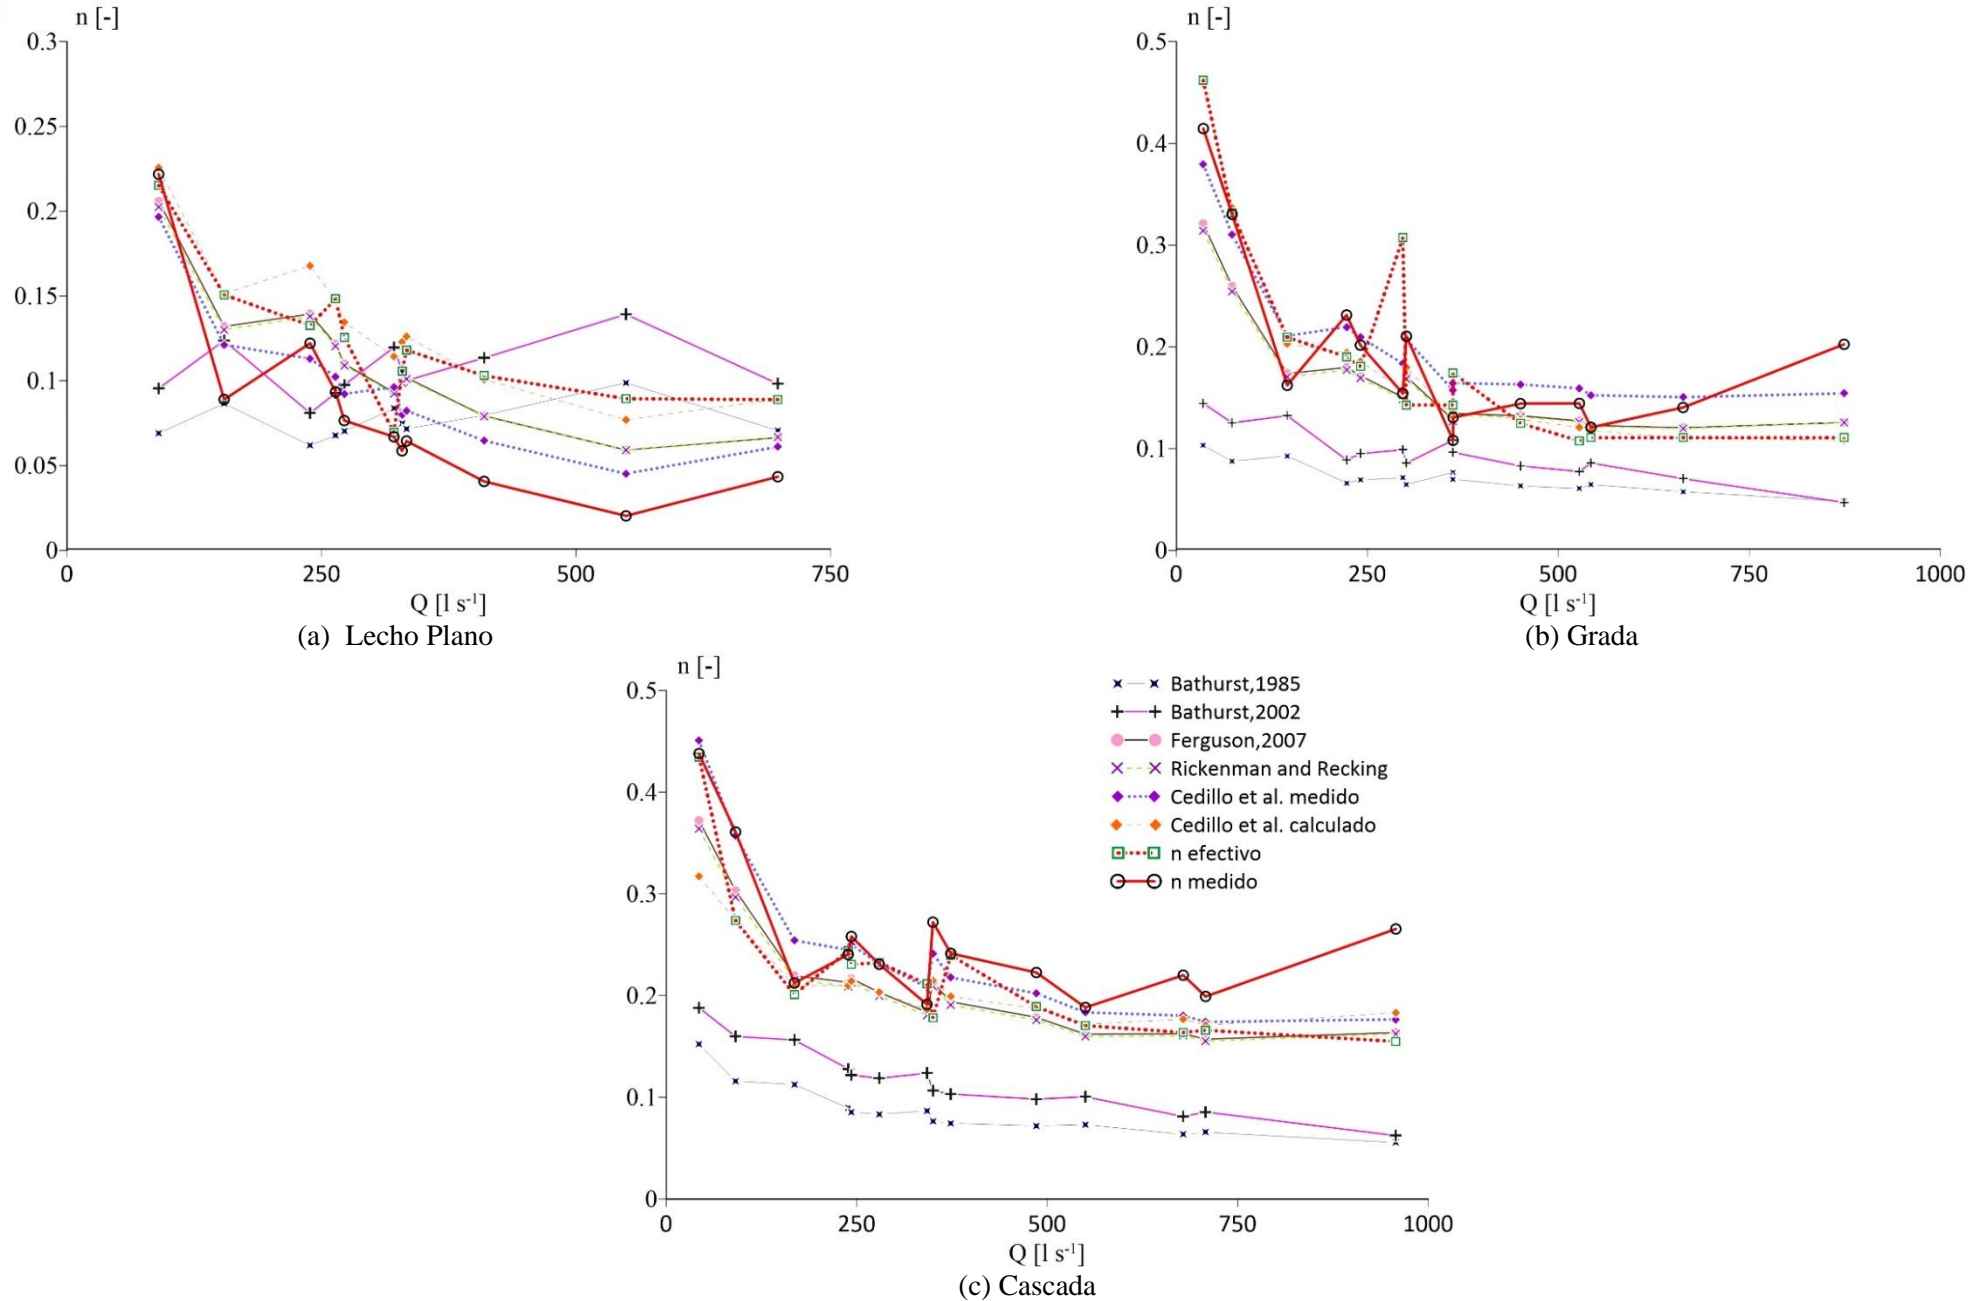 n [-]
0.3
0.25
0.2
0.15
0.1
0.05
0
0 250 500 750
Q [l s-1]
(a) Lecho Plano
n [-]
0.5
0.4
0.3
0.2
0.1
0
0 250 500 750 1000
Q [l s-1]
(b) Grada
n [-]
0.5
0.4
0.3
0.2
0.1
0
0 250 500 750 1000
Q [l s-1]
Bathurst,1985
Bathurst,2002
Ferguson,2007
Rickenman and Recking
Cedillo et al. medido
Cedillo et al. calculado
n efectivo
n medido
(c) Cascada